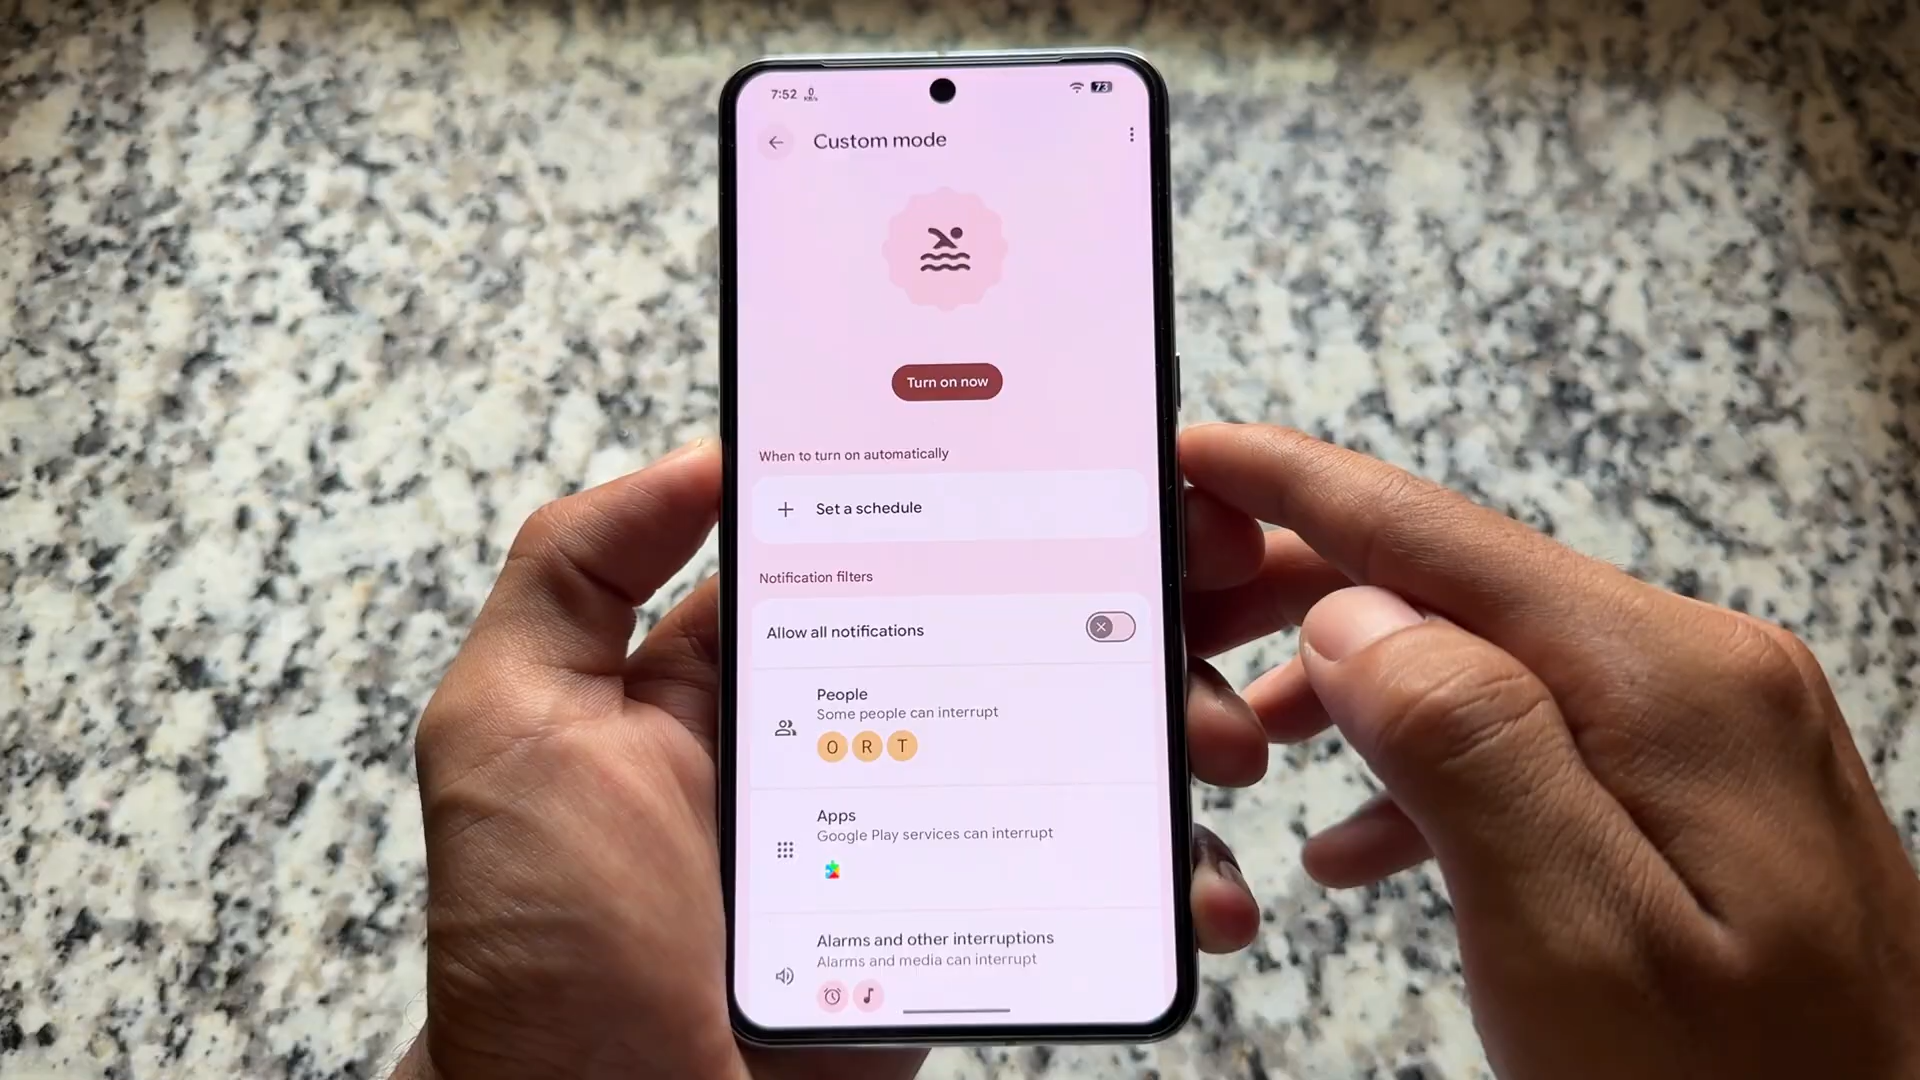 7:52 0 KB/s 73
Custom mode
Turn on now
When to turn on automatically
Set a schedule
Notification filters
Allow all notifications
People
Some people can interrupt
O R T
Apps
Google Play services can interrupt
Alarms and other interruptions
Alarms and media can interrupt